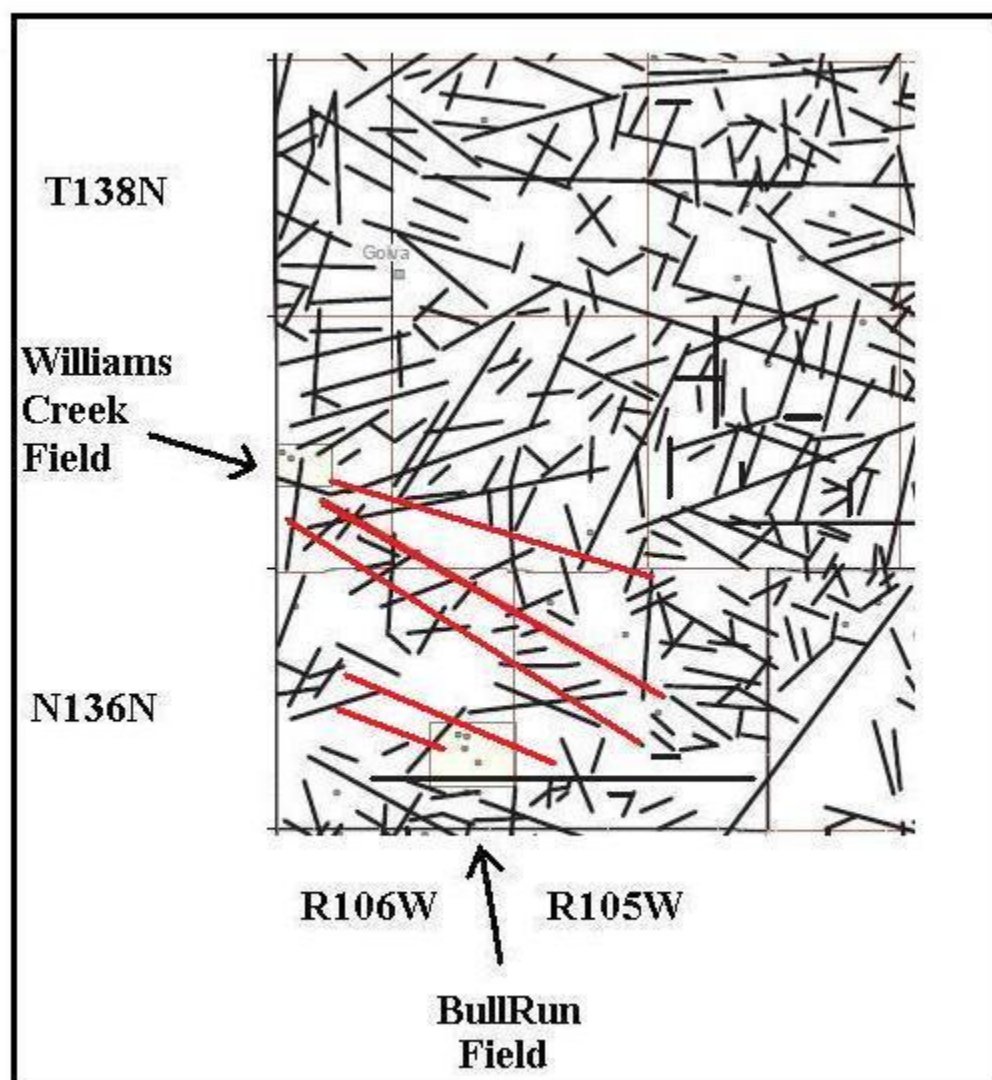 T138N
Golva
Williams
Creek
Field
N136N
R106W R105W
BullRun
Field